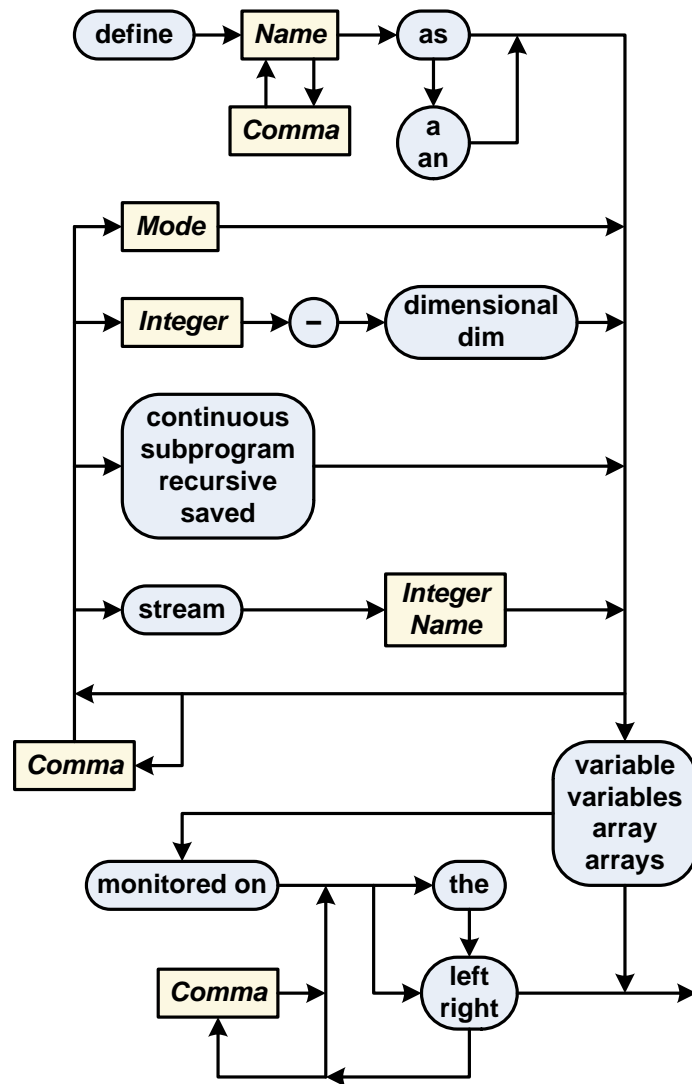 define
Name
as
Comma
a
an
Mode
Integer
–
dimensional
dim
continuous
subprogram
recursive
saved
stream
Integer
Name
Comma
variable
variables
array
arrays
monitored on
the
Comma
left
right